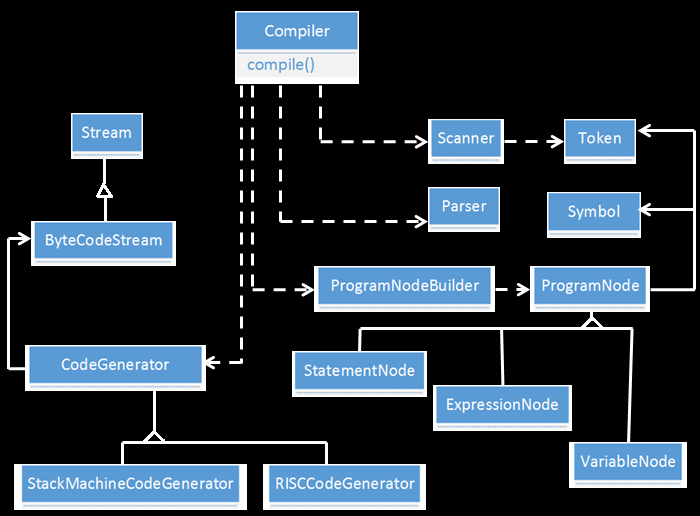 Compiler
compile()
Stream
Scanner
Token
Parser
Symbol
ByteCodeStream
ProgramNodeBuilder
ProgramNode
CodeGenerator
StatementNode
ExpressionNode
VariableNode
StackMachineCodeGenerator
RISCCodeGenerator